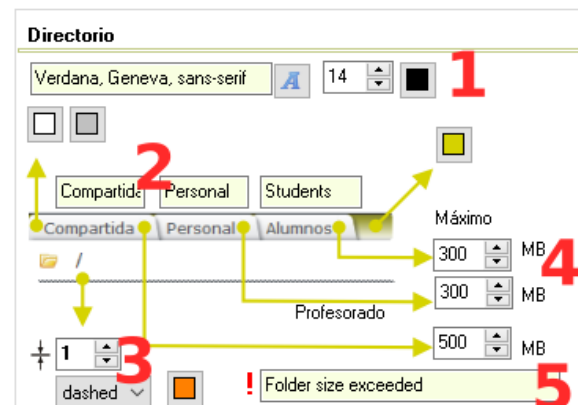 Directorio
Verdana, Geneva, sans-serif A 14 1
2
Compartida Personal Students
Compartida Personal Alumnos Máximo
/ 300 MB 4
300 MB
Profesorado
1 3 500 MB
dashed ! Folder size exceeded 5